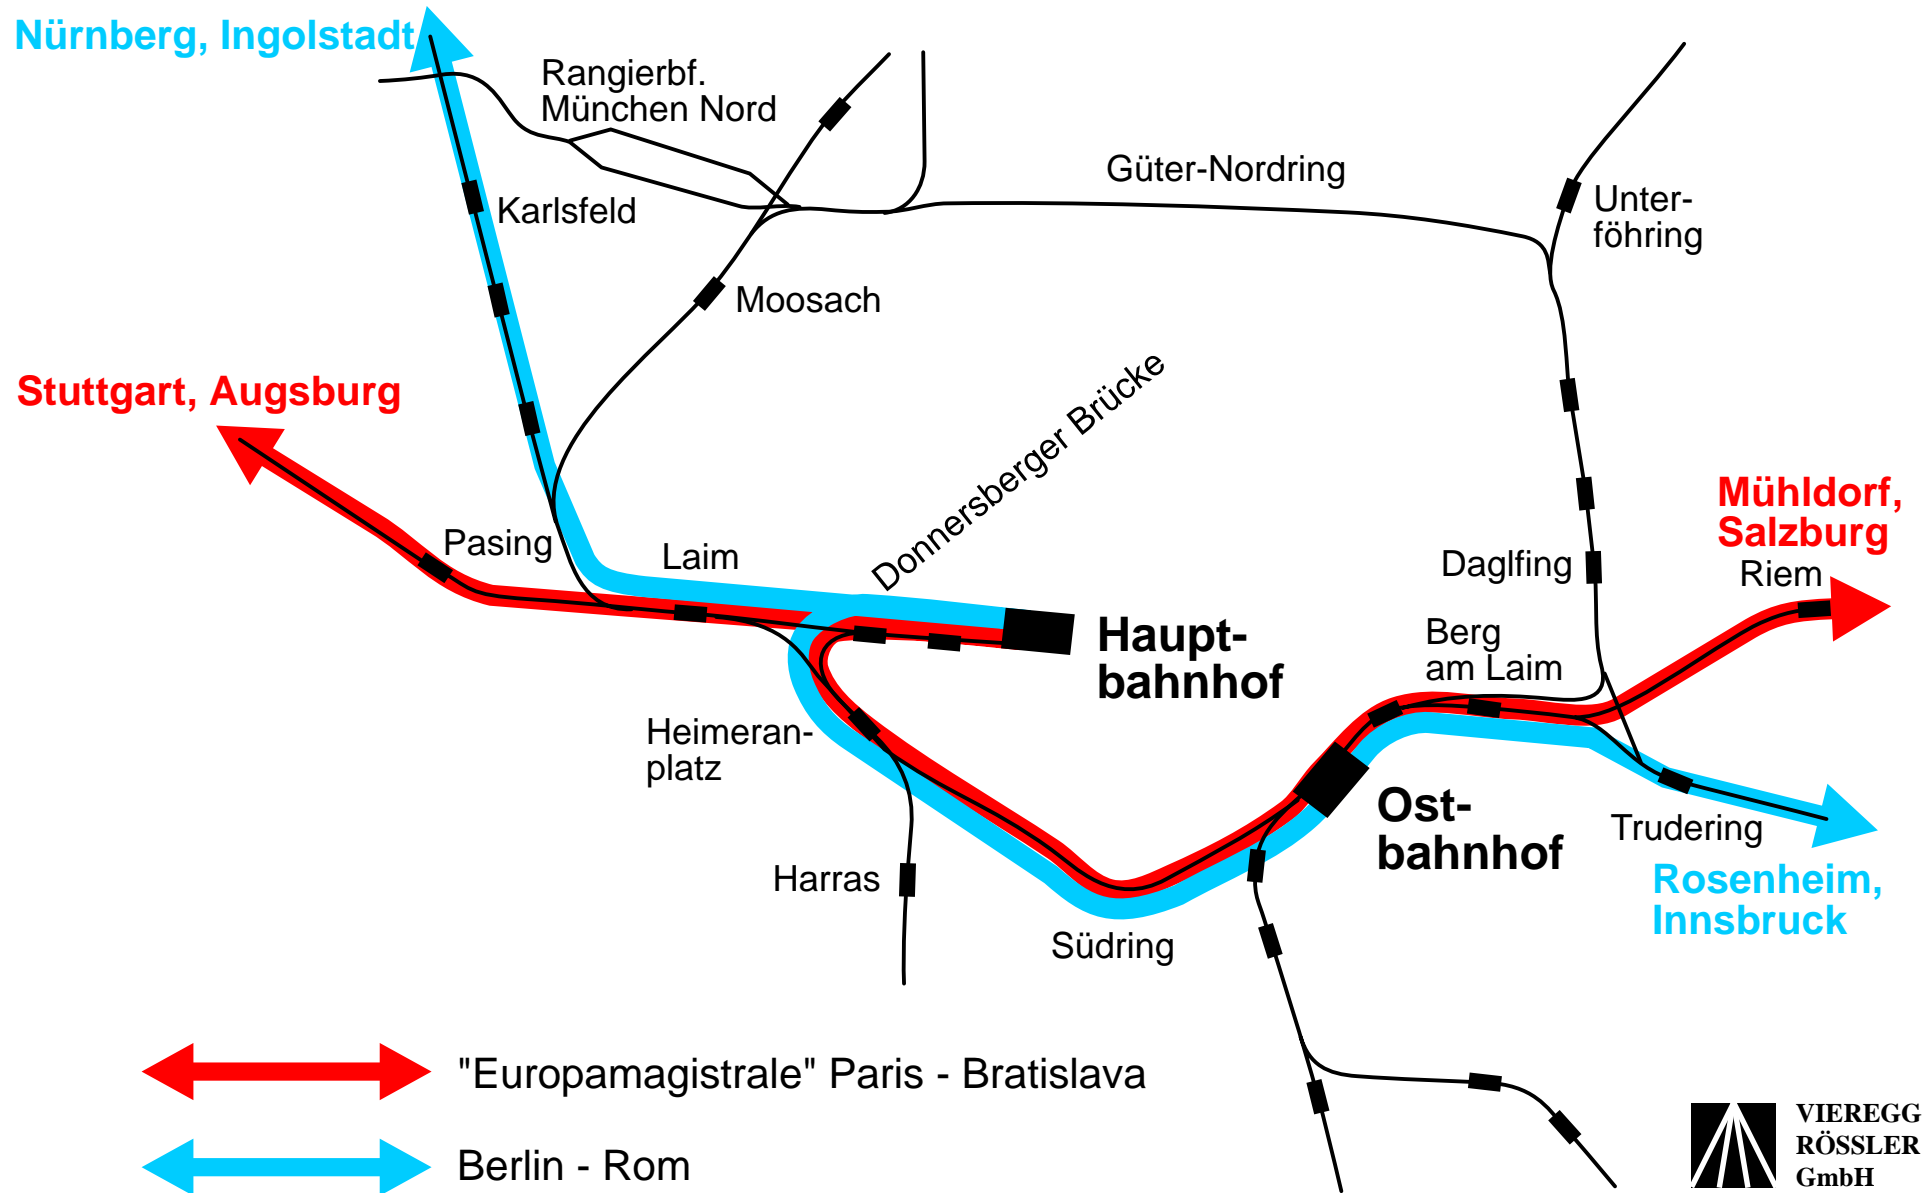 Nürnberg, Ingolstadt
Rangierbf.
München Nord
Güter-Nordring
Karlsfeld
Unter-
föhring
Moosach
Stuttgart, Augsburg
Donnersberger Brücke
Mühldorf,
Salzburg
Pasing
Laim
Daglfing
Riem
Haupt-
bahnhof
Berg
am Laim
Heimeran-
platz
Ost-
bahnhof
Trudering
Harras
Rosenheim,
Innsbruck
Südring
"Europamagistrale" Paris - Bratislava
Berlin - Rom
VIEREGG
RÖSSLER
GmbH